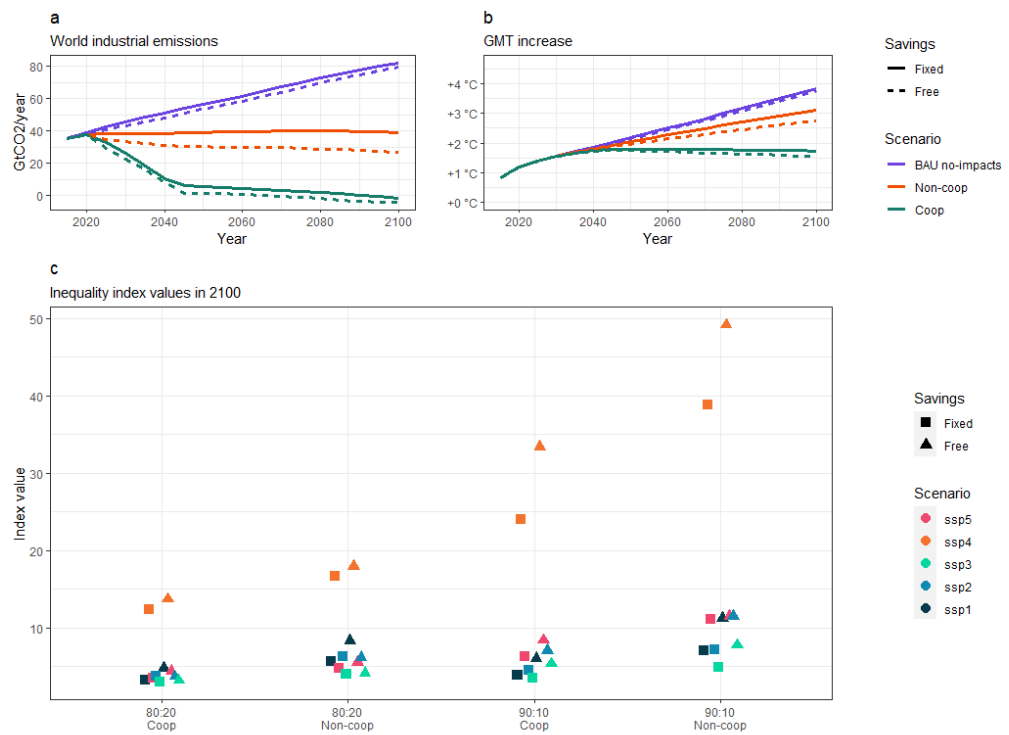 a
World industrial emissions
GtCO2/year
80
60
40
20
0
2020
2040
2060
2080
2100
Year
b
GMT increase
+4 °C
+3 °C
+2 °C
+1 °C
+0 °C
2020
2040
2060
2080
2100
Year
Savings
Fixed
Free
Scenario
BAU no-impacts
Non-coop
Coop
c
Inequality index values in 2100
Index value
50
40
30
20
10
80:20
Coop
80:20
Non-coop
90:10
Coop
90:10
Non-coop
Savings
Fixed
Free
Scenario
ssp5
ssp4
ssp3
ssp2
ssp1